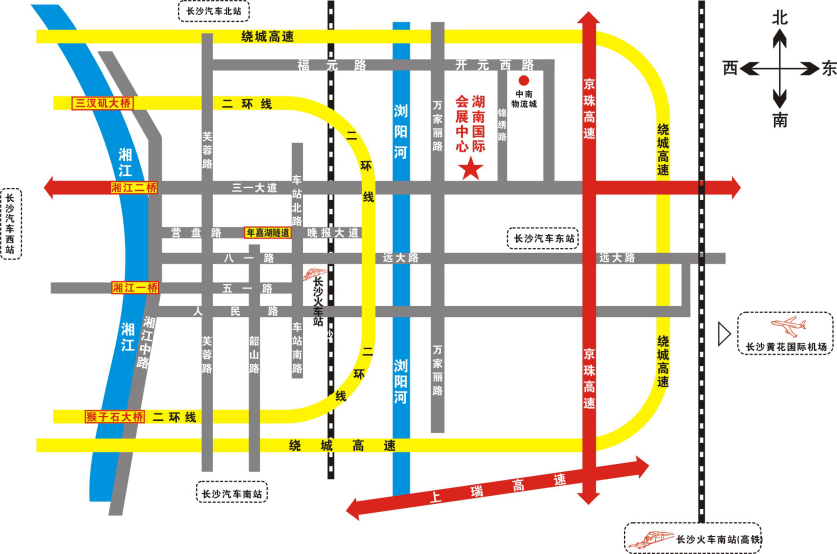 长沙汽车北站
北
西
东
南
绕城高速
福元路
开元西路
中南
物流城
三汊矶大桥
二环线
浏阳河
万家丽路
湖南国际
会展中心
锦绣路
京珠高速
绕城高速
芙蓉路
二环线
湘江
湘江二桥
三一大道
车站北路
长沙汽车西站
营盘路
年嘉湖隧道
晚报大道
长沙汽车东站
八一路
远大路
远大路
长沙火车站
湘江一桥
五一路
人民路
湘江
湘江中路
芙蓉路
韶山路
车站南路
二环线
浏阳河
万家丽路
京珠高速
绕城高速
长沙黄花国际机场
猴子石大桥
二环线
绕城高速
长沙汽车南站
上瑞高速
长沙火车南站(高铁)